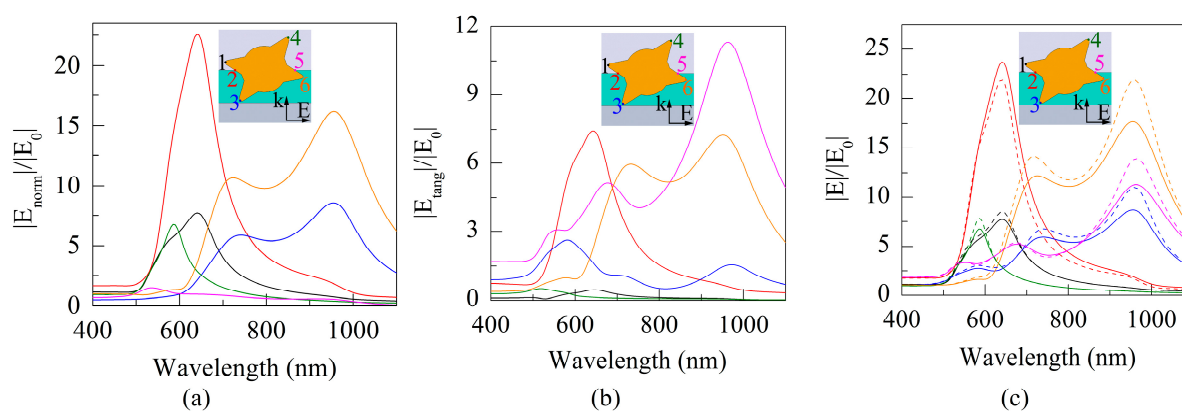 |E_norm|/|E_0|
20
15
10
5
0
400 600 800 1000
Wavelength (nm)
1 2 3 4 5 6
k
E
(a)
|E_tang|/|E_0|
12
9
6
3
0
400 600 800 1000
Wavelength (nm)
1 2 3 4 5 6
k
E
(b)
|E|/|E_0|
25
20
15
10
5
0
400 600 800 1000
Wavelength (nm)
1 2 3 4 5 6
k
E
(c)